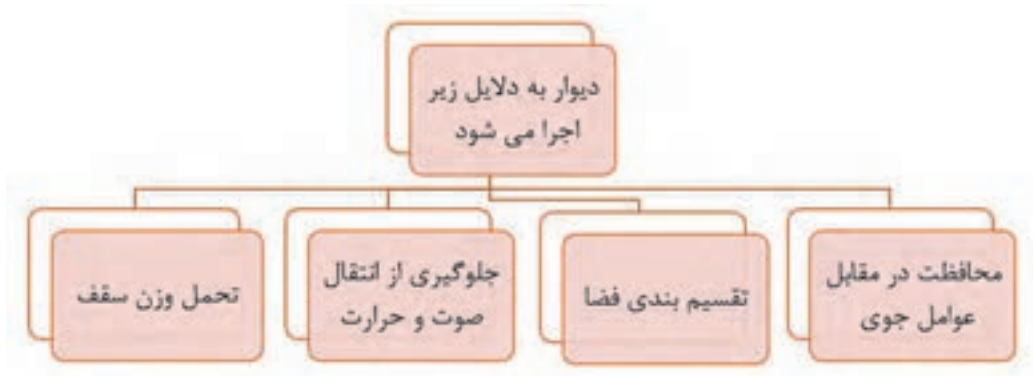 دیوار به دلایل زیر
اجرا می شود
محافظت در مقابل
عوامل جوی
تقسیم بندی فضا
جلوگیری از انتقال
صوت و حرارت
تحمل وزن سقف